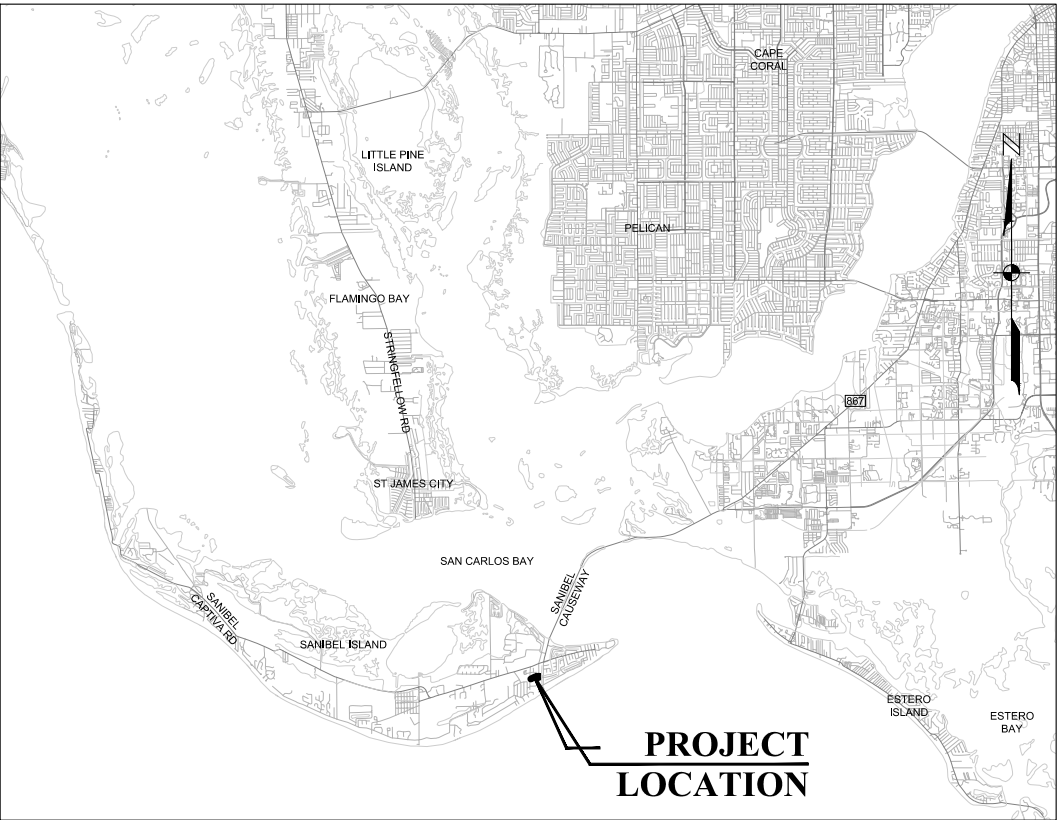 CAPE
CORAL
N
LITTLE PINE
ISLAND
PELICAN
FLAMINGO BAY
STRINGFELLOW RD
867
ST JAMES CITY
SAN CARLOS BAY
SANIBEL
CAUSEWAY
SANIBEL
CAPTIVA RD
SANIBEL ISLAND
ESTERO
ISLAND
ESTERO
BAY
PROJECT
LOCATION